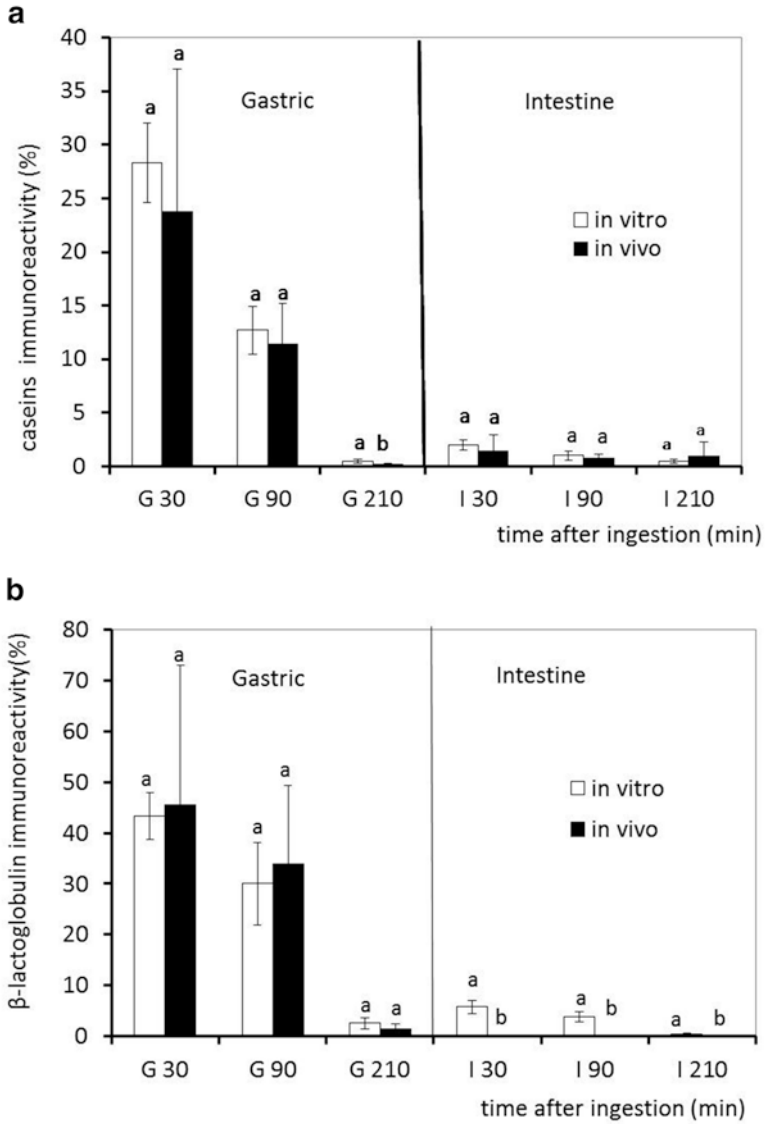 a
caseins immunoreactivity (%)
40
35
30
25
20
15
10
5
0
Gastric
Intestine
in vitro
in vivo
a a
a a
a b
a a
a a
a a
G 30 G 90 G 210 I 30 I 90 I 210
time after ingestion (min)
b
β-lactoglobulin immunoreactivity(%)
80
70
60
50
40
30
20
10
0
Gastric
Intestine
in vitro
in vivo
a a
a a
a a
a b
a b
a b
G 30 G 90 G 210 I 30 I 90 I 210
time after ingestion (min)